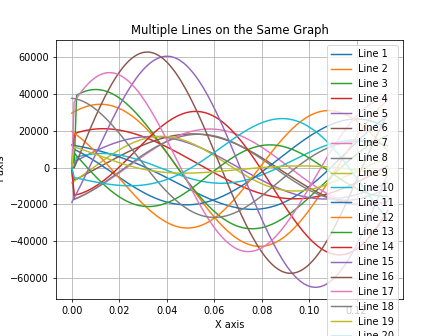 Multiple Lines on the Same Graph
60000
40000
20000
0
−20000
−40000
−60000
0.00 0.02 0.04 0.06 0.08 0.10
X axis
Line 1
Line 2
Line 3
Line 4
Line 5
Line 6
Line 7
Line 8
Line 9
Line 10
Line 11
Line 12
Line 13
Line 14
Line 15
Line 16
Line 17
Line 18
Line 19
Line 20